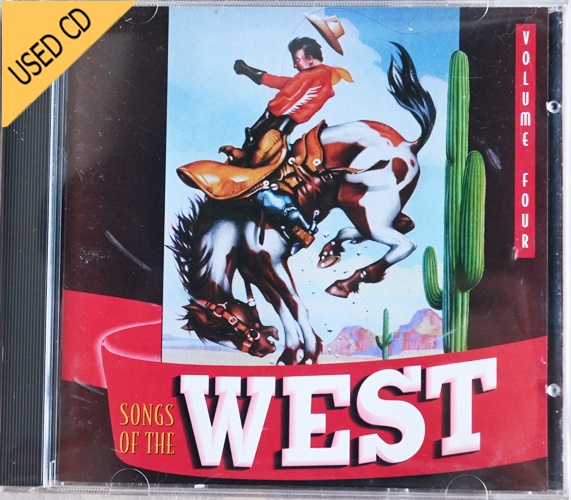 USED CD
VOLUME FOUR
SONGS
OF THE
WEST